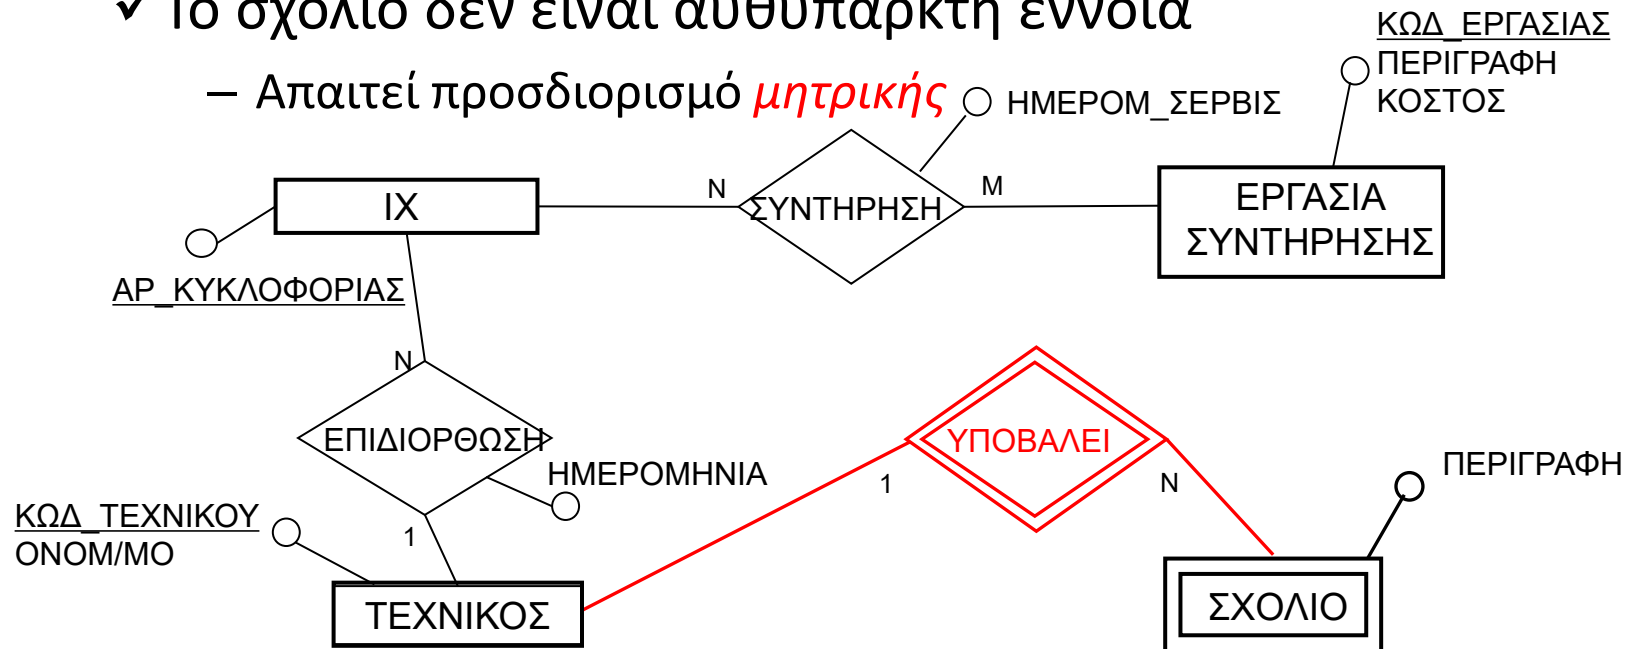 ✓ Το σχόλιο δεν είναι αυθύπαρκτη έννοια
– Απαιτεί προσδιορισμό μητρικής
ΚΩΔ_ΕΡΓΑΣΙΑΣ
ΠΕΡΙΓΡΑΦΗ
ΚΟΣΤΟΣ
ΗΜΕΡΟΜ_ΣΕΡΒΙΣ
ΙΧ
N
ΣΥΝΤΗΡΗΣΗ
M
ΕΡΓΑΣΙΑ
ΣΥΝΤΗΡΗΣΗΣ
ΑΡ_ΚΥΚΛΟΦΟΡΙΑΣ
N
ΕΠΙΔΙΟΡΘΩΣΗ
ΗΜΕΡΟΜΗΝΙΑ
1
ΥΠΟΒΑΛΕΙ
1
N
ΠΕΡΙΓΡΑΦΗ
ΚΩΔ_ΤΕΧΝΙΚΟΥ
ΟΝΟΜ/ΜΟ
ΤΕΧΝΙΚΟΣ
ΣΧΟΛΙΟ